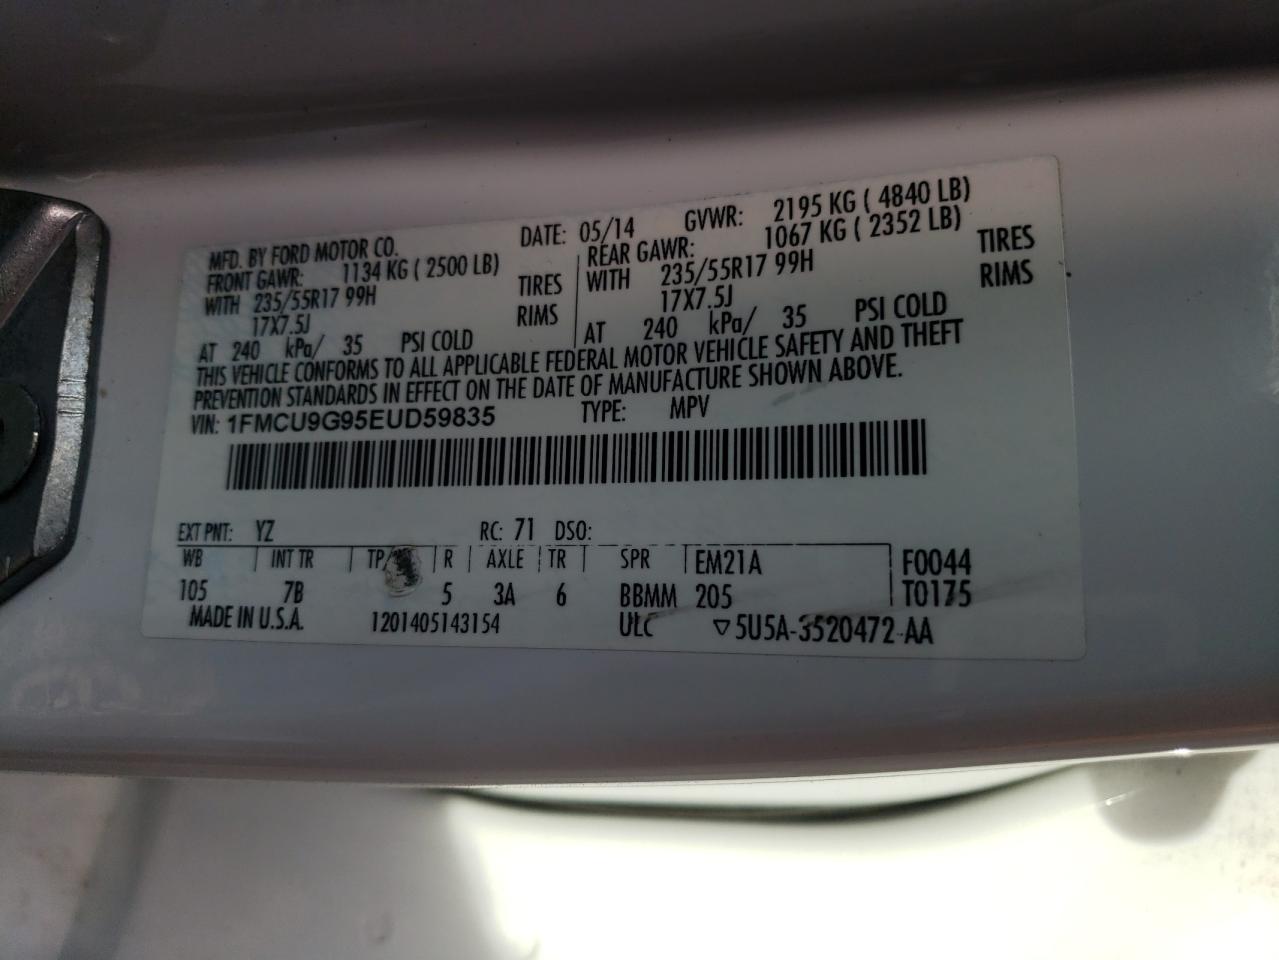 MFD. BY FORD MOTOR CO. DATE: 05/14 GVWR: 2195 KG ( 4840 LB)
FRONT GAWR: 1134 KG ( 2500 LB) REAR GAWR: 1067 KG ( 2352 LB)
WITH 235/55R17 99H TIRES WITH 235/55R17 99H TIRES
17X7.5J RIMS 17X7.5J RIMS
AT 240 kPa/ 35 PSI COLD AT 240 kPa/ 35 PSI COLD
THIS VEHICLE CONFORMS TO ALL APPLICABLE FEDERAL MOTOR VEHICLE SAFETY AND THEFT
PREVENTION STANDARDS IN EFFECT ON THE DATE OF MANUFACTURE SHOWN ABOVE.
VIN: 1FMCU9G95EUD59835 TYPE: MPV
EXT PNT: YZ RC: 71 DSO:
WB INT TR TP/ R AXLE TR SPR EM21A F0044
105 7B 5 3A 6 BBMM 205 T0175
MADE IN U.S.A. 1201405143154 ULC ▽5U5A-3520472-AA